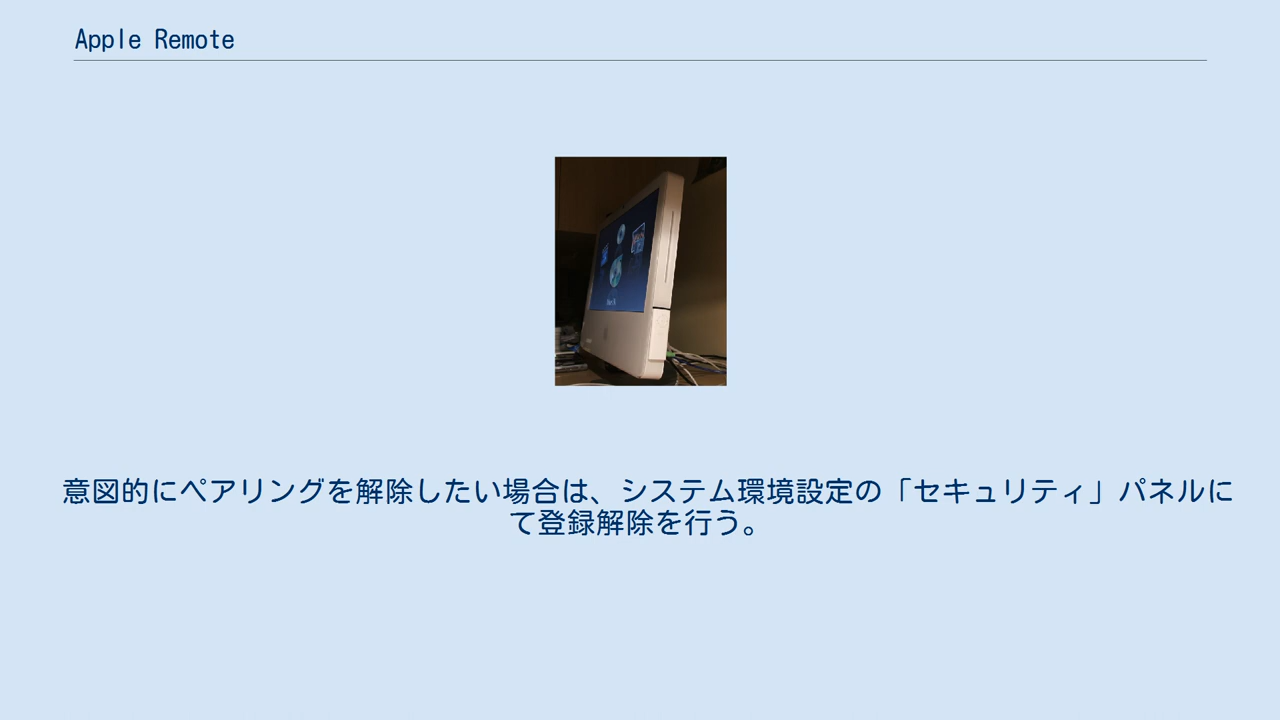 Apple Remote
意図的にペアリングを解除したい場合は、システム環境設定の「セキュリティ」パネルに
て登録解除を行う。